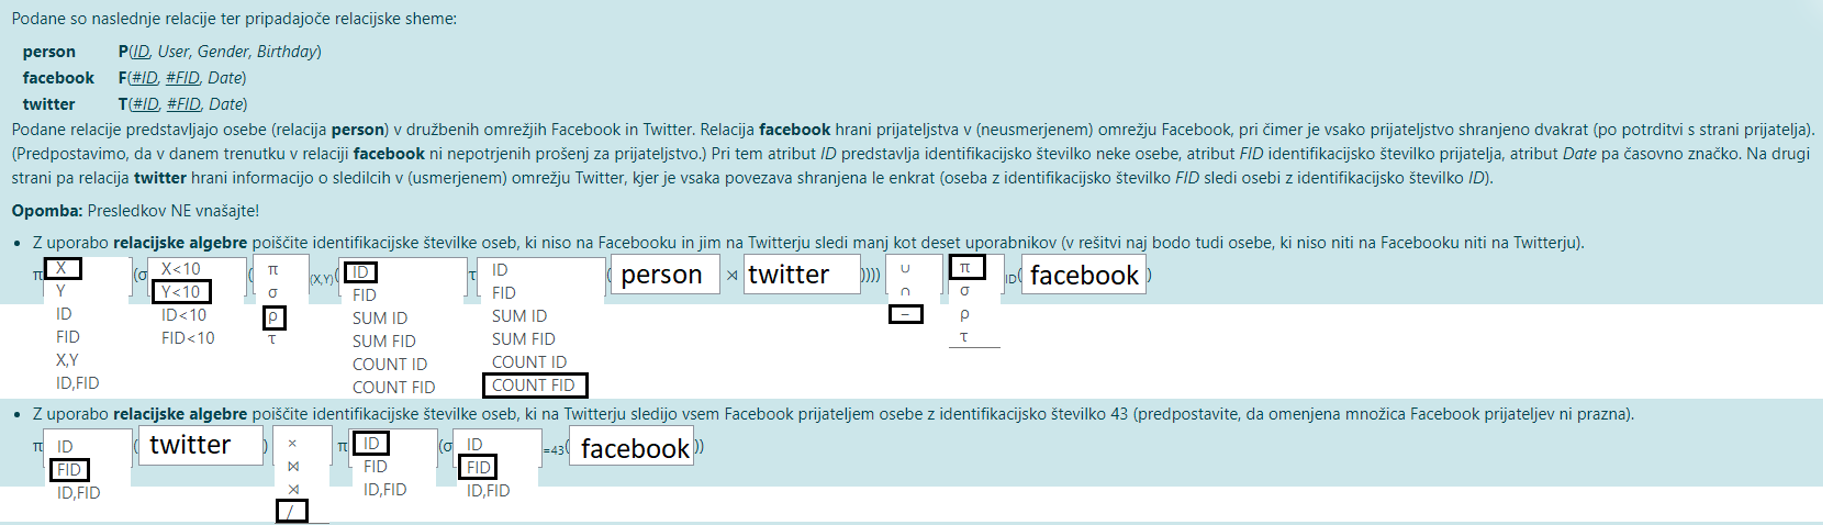 Podane so naslednje relacije ter pripadajoče relacijske sheme:
person P(ID, User, Gender, Birthday)
facebook F(#ID, #FID, Date)
twitter T(#ID, #FID, Date)
Podane relacije predstavljajo osebe (relacija person) v družbenih omrežjih Facebook in Twitter. Relacija facebook hrani prijateljstva v (neusmerjenem) omrežju Facebook, pri čimer je vsako prijateljstvo shranjeno dvakrat (po potrditvi s strani prijatelja).
(Predpostavimo, da v danem trenutku v relaciji facebook ni nepotrjenih prošenj za prijateljstvo.) Pri tem atribut ID predstavlja identifikacijsko številko neke osebe, atribut FID identifikacijsko številko prijatelja, atribut Date pa časovno značko. Na drugi
strani pa relacija twitter hrani informacijo o sledilcih v (usmerjenem) omrežju Twitter, kjer je vsaka povezava shranjena le enkrat (oseba z identifikacijsko številko FID sledi osebi z identifikacijsko številko ID).
Opomba: Presledkov NE vnašajte!
• Z uporabo relacijske algebre poiščite identifikacijske številke oseb, ki niso na Facebooku in jim na Twitterju sledi manj kot deset uporabnikov (v rešitvi naj bodo tudi osebe, ki niso niti na Facebooku niti na Twitterju).
π X (σ X<10 ( π (X,Y)( ID τ ID ( person ⋊ twitter )))) ∪ π ID( facebook )
Y Y<10 σ FID FID ∩ σ
ID ID<10 ρ SUM ID SUM ID − ρ
FID FID<10 τ SUM FID SUM FID τ
X,Y COUNT ID COUNT ID
ID,FID COUNT FID COUNT FID
• Z uporabo relacijske algebre poiščite identifikacijske številke oseb, ki na Twitterju sledijo vsem Facebook prijateljem osebe z identifikacijsko številko 43 (predpostavite, da omenjena množica Facebook prijateljev ni prazna).
π ID ( twitter ) × π ID (σ ID =43( facebook ))
FID ⋈ FID FID
ID,FID ⋊ ID,FID ID,FID
/